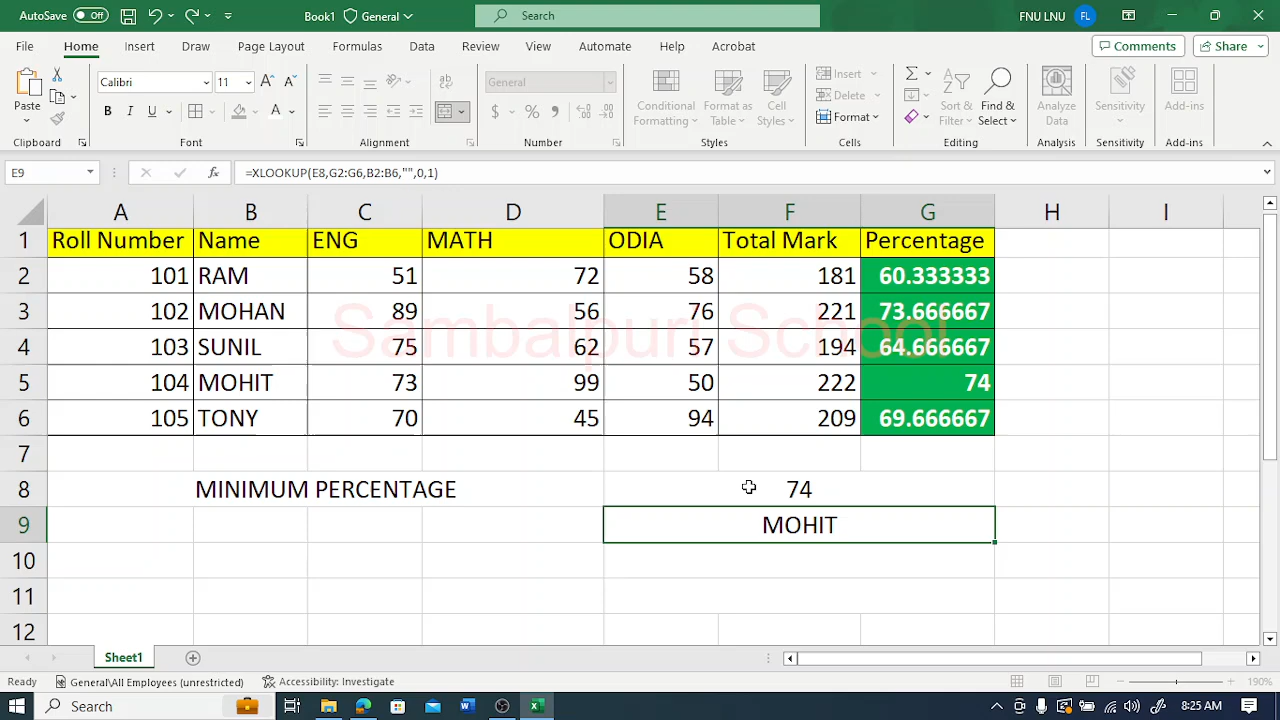 AutoSave Off Book1 General Search FNU LNU FL
File Home Insert Draw Page Layout Formulas Data Review View Automate Help Acrobat Comments Share
Paste Calibri 11 A A ab General Conditional Formatting Format as Table Cell Styles Insert Delete Format Sort & Filter Find & Select Analyze Data Sensitivity Add-ins
B I U A $ % 9
Clipboard Font Alignment Number Styles Cells Editing Analysis Sensitivity Add-ins
E9 fx =XLOOKUP(E8,G2:G6,B2:B6,"",0,1)
A B C D E F G H I
1 Roll Number Name ENG MATH ODIA Total Mark Percentage
2 101 RAM 51 72 58 181 60.333333
3 102 MOHAN 89 56 76 221 73.666667
Sambalpuri School
4 103 SUNIL 75 62 57 194 64.666667
5 104 MOHIT 73 99 50 222 74
6 105 TONY 70 45 94 209 69.666667
7
8 MINIMUM PERCENTAGE 74
9 MOHIT
10
11
12
Sheet1
Ready General\All Employees (unrestricted) Accessibility: Investigate 190%
Search 8:25 AM